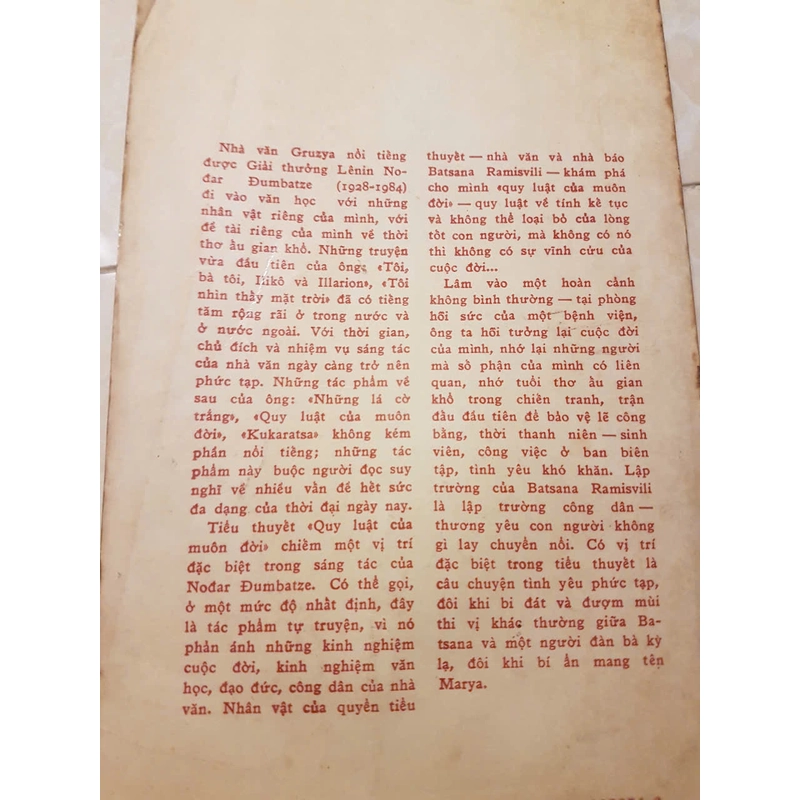 Nhà văn Gruzya nổi tiếng
được Giải thưởng Lênin No-
đar Đumbatze (1928-1984)
đi vào văn học với những
nhân vật riêng của mình, với
đề tài riêng của mình về thời
thơ ấu gian khổ. Những truyện
vừa đầu tiên của ông: «Tôi,
bà tôi, Ilikô và Illarion», «Tôi
nhìn thấy mặt trời» đã có tiếng
tăm rộng rãi ở trong nước và
ở nước ngoài. Với thời gian,
chủ đích và nhiệm vụ sáng tác
của nhà văn ngày càng trở nên
phức tạp. Những tác phẩm về
sau của ông: «Những lá cờ
trắng», «Quy luật của muôn
đời», «Kukaratsa» không kém
phần nổi tiếng; những tác
phẩm này buộc người đọc suy
nghĩ về nhiều vấn đề hết sức
đa dạng của thời đại ngày nay.
Tiểu thuyết «Quy luật của
muôn đời» chiếm một vị trí
đặc biệt trong sáng tác của
Nođar Đumbatze. Có thể gọi,
ở một mức độ nhất định, đây
là tác phẩm tự truyện, vì nó
phản ánh những kinh nghiệm
cuộc đời, kinh nghiệm văn
học, đạo đức, công dân của nhà
văn. Nhân vật của quyển tiểu
thuyết — nhà văn và nhà báo
Batsana Ramisvili — khám phá
cho mình «quy luật của muôn
đời» — quy luật về tính kế tục
và không thể loại bỏ của lòng
tốt con người, mà không có nó
thì không có sự vĩnh cửu của
cuộc đời...
Lâm vào một hoàn cảnh
không bình thường — tại phòng
hồi sức của một bệnh viện,
ông ta hồi tưởng lại cuộc đời
của mình, nhớ lại những người
mà số phận của mình có liên
quan, nhớ tuổi thơ ấu gian
khổ trong chiến tranh, trận
đấu đầu tiên để bảo vệ lẽ công
bằng, thời thanh niên — sinh
viên, công việc ở ban biên
tập, tình yêu khó khăn. Lập
trường của Batsana Ramisvili
là lập trường công dân —
thương yêu con người không
gì lay chuyển nổi. Có vị trí
đặc biệt trong tiểu thuyết là
câu chuyện tình yêu phức tạp,
đôi khi bi đát và đượm mùi
thi vị khác thường giữa Ba-
tsana và một người đàn bà kỳ
lạ, đôi khi bí ẩn mang tên
Marya.